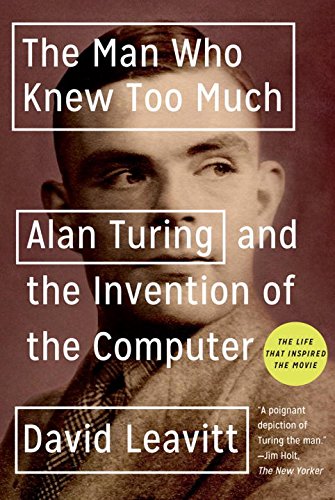 The Man Who
Knew Too Much
Alan Turing and
the Invention of
the Computer
THE LIFE
THAT INSPIRED
THE MOVIE
David Leavitt
"A poignant
depiction of
Turing the man."
—Jim Holt,
The New Yorker